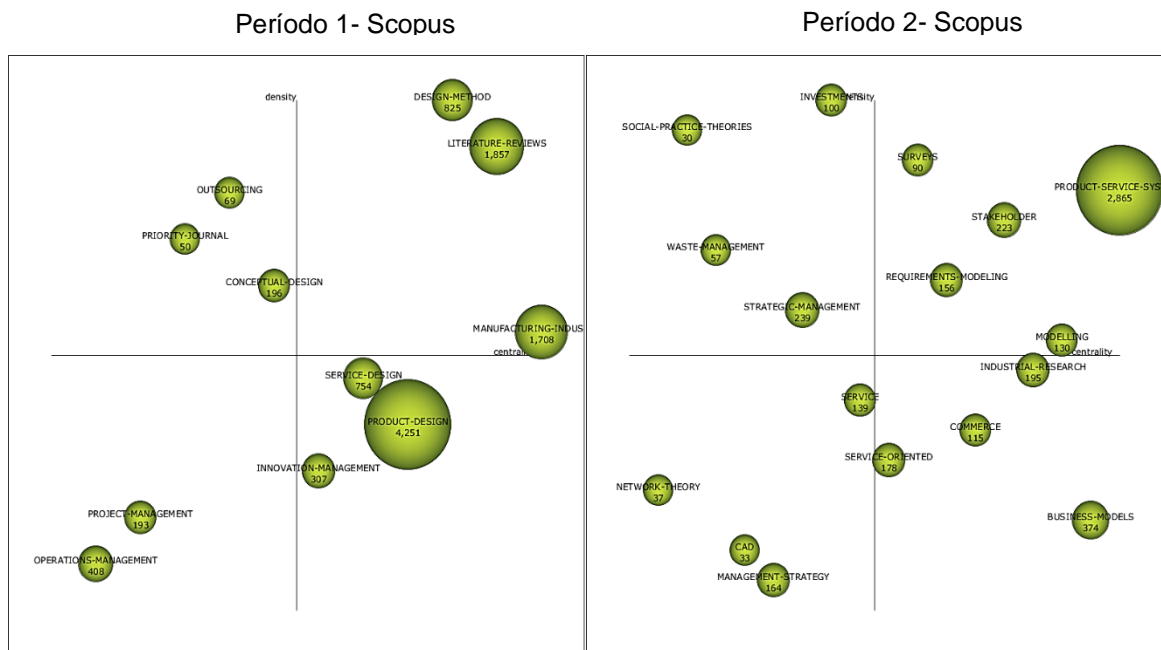 Período 1- Scopus
density
DESIGN-METHOD
825
LITERATURE-REVIEWS
1,857
OUTSOURCING
69
PRIORITY-JOURNAL
50
CONCEPTUAL-DESIGN
196
MANUFACTURING-INDUS
1,708
centrali
SERVICE-DESIGN
754
PRODUCT-DESIGN
4,251
INNOVATION-MANAGEMENT
307
PROJECT-MANAGEMENT
193
OPERATIONS-MANAGEMENT
408
Período 2- Scopus
INVESTMENTS
ensity
100
SOCIAL-PRACTICE-THEORIES
30
SURVEYS
90
PRODUCT-SERVICE-SYS
2,865
STAKEHOLDER
223
WASTE-MANAGEMENT
57
REQUIREMENTS-MODELING
156
STRATEGIC-MANAGEMENT
239
MODELLING
130
centrality
INDUSTRIAL-RESEARCH
195
SERVICE
139
COMMERCE
115
SERVICE-ORIENTED
178
NETWORK-THEORY
37
BUSINESS-MODELS
374
CAD
33
MANAGEMENT-STRATEGY
164